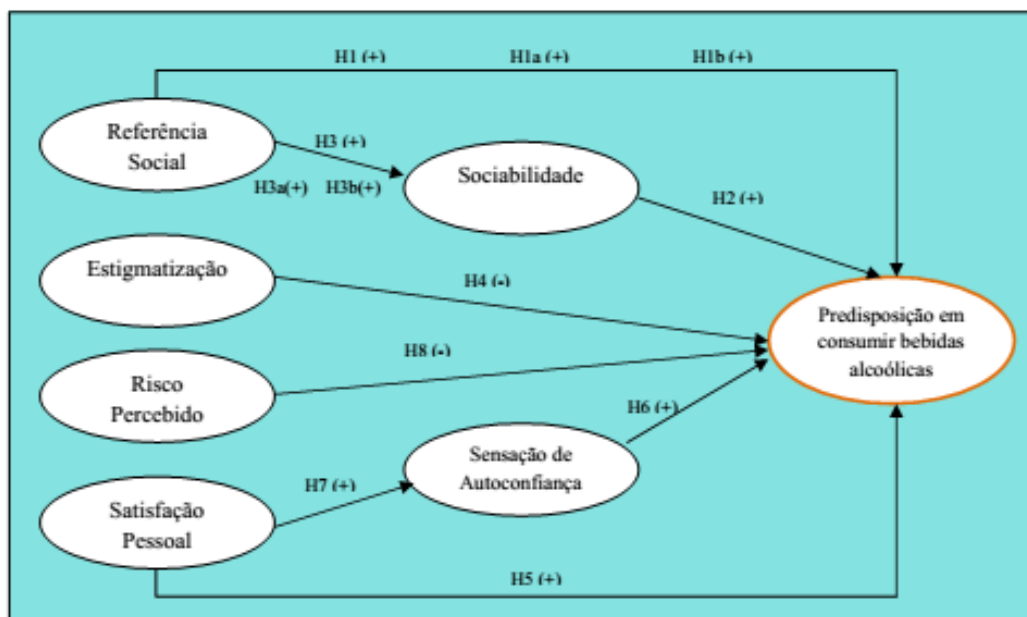 H1 (+) H1a (+) H1b (+)
Referência
Social
H3 (+)
H3a(+) H3b(+)
Sociabilidade
H2 (+)
Estigmatização
H4 (-)
Predisposição em
consumir bebidas
alcoólicas
H8 (-)
Risco
Percebido
H6 (+)
Sensação de
Autoconfiança
H7 (+)
Satisfação
Pessoal
H5 (+)